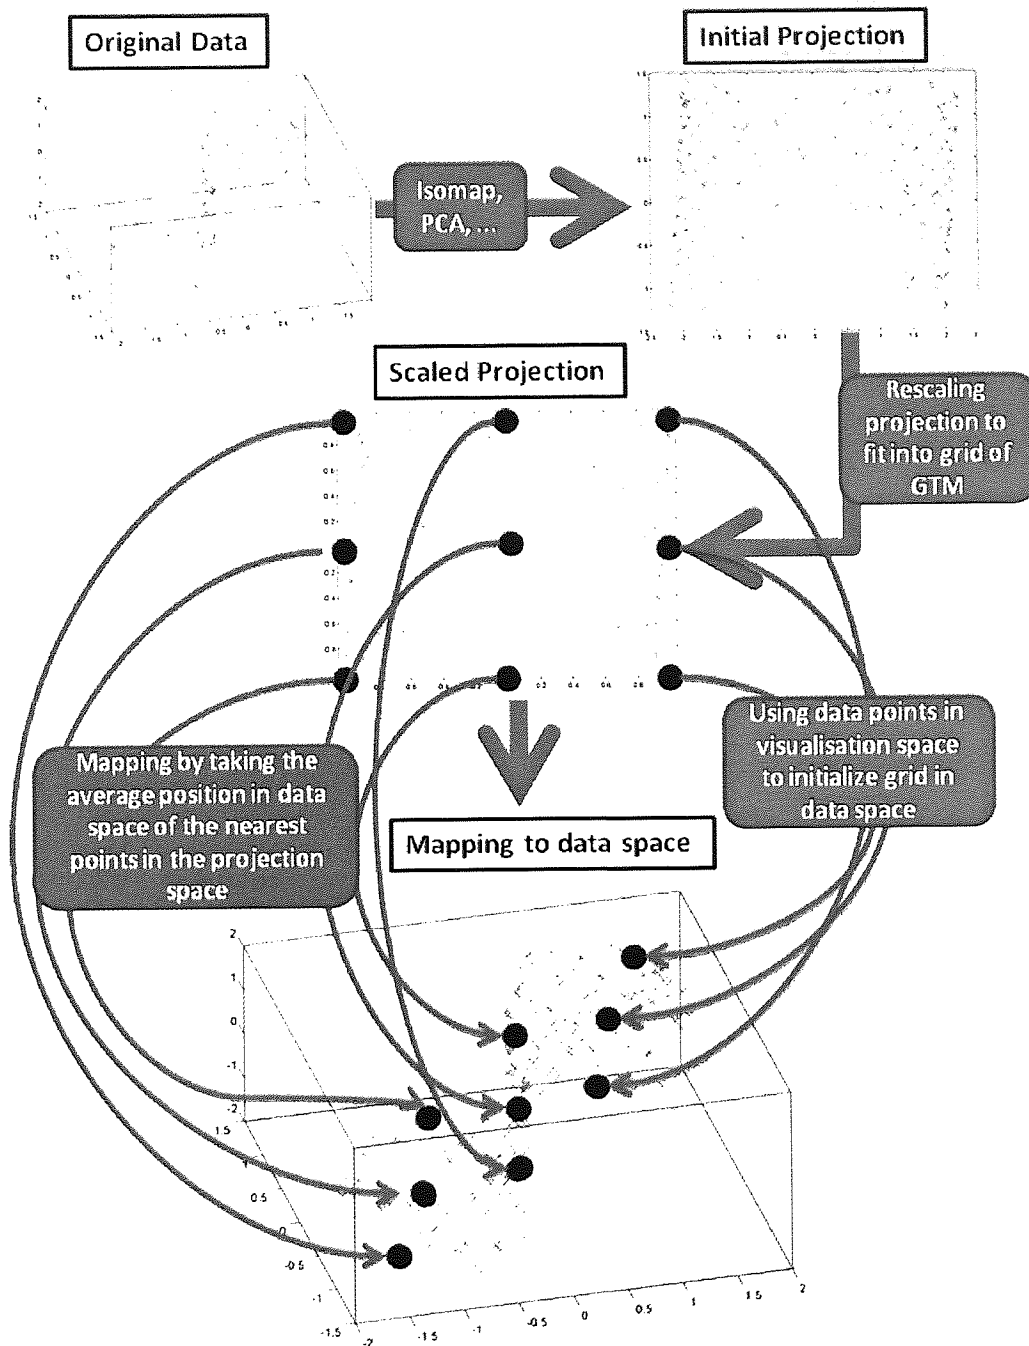 Original Data
Initial Projection
Isomap,
PCA, ...
Scaled Projection
Rescaling
projection to
fit into grid of
GTM
Using data points in
visualisation space
to initialize grid in
data space
Mapping by taking the
average position in data
space of the nearest
points in the projection
space
Mapping to data space
2
1
0
-1
-2
1.5
1
0.5
0
-0.5
-1
-1.5
-2
-1.5
-1
-0.5
0
0.5
1
1.5
2